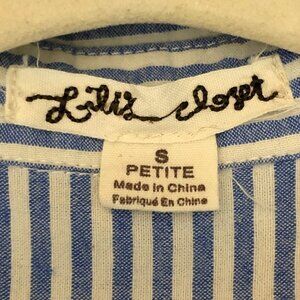 Lili's closet
S
PETITE
Made in China
Fabriqué En Chine